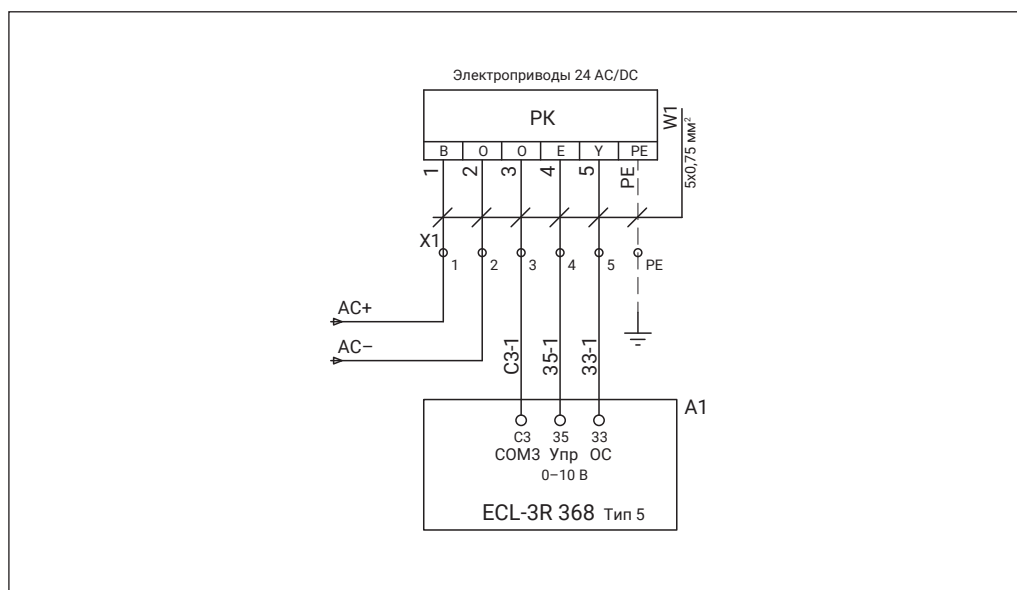 Электроприводы 24 AC/DC
РК
W1
5x0,75 мм²
B O O E Y PE
1 2 3 4 5 PE
X1
1 2 3 4 5 PE
AC+
AC–
C3-1 35-1 33-1
A1
C3 35 33
COM3 Упр ОС
0–10 В
ECL-3R 368 Тип 5